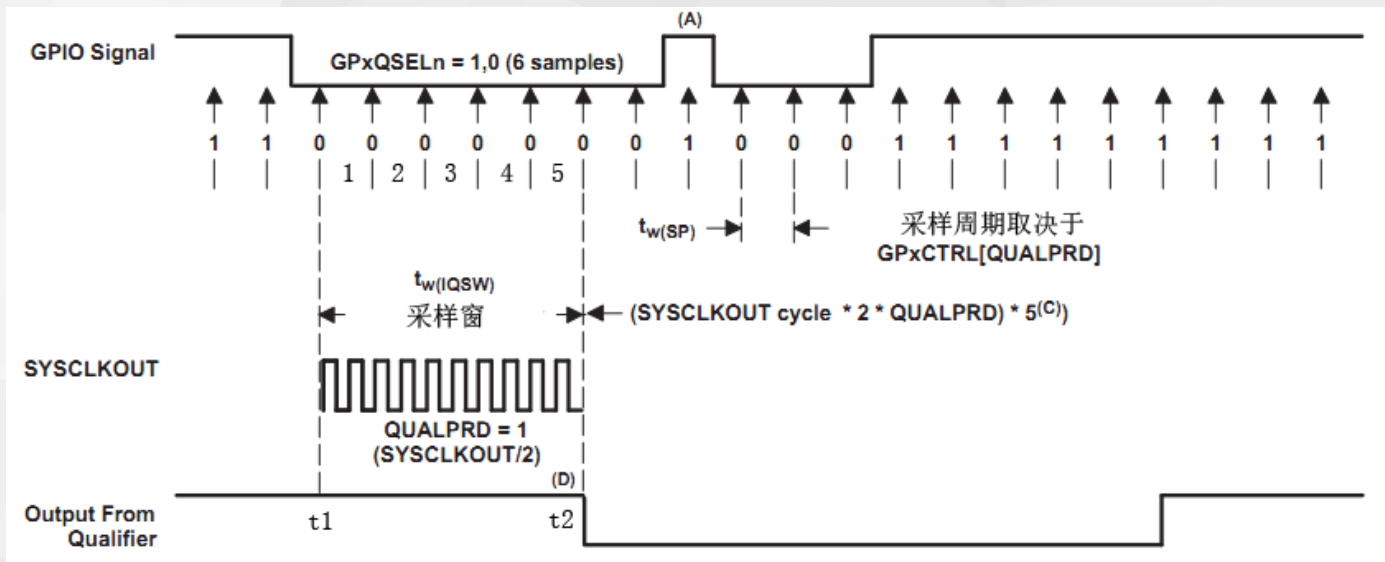 (A)
GPIO Signal
GPxQSELn = 1,0 (6 samples)
1 1 0 0 0 0 0 0 0 1 0 0 0 1 1 1 1 1 1 1 1 1
1 2 3 4 5
tw(SP)
采样周期取决于
GPxCTRL[QUALPRD]
tw(IQSW)
采样窗
(SYSCLKOUT cycle * 2 * QUALPRD) * 5(C))
SYSCLKOUT
QUALPRD = 1
(SYSCLKOUT/2)
(D)
Output From
Qualifier
t1
t2